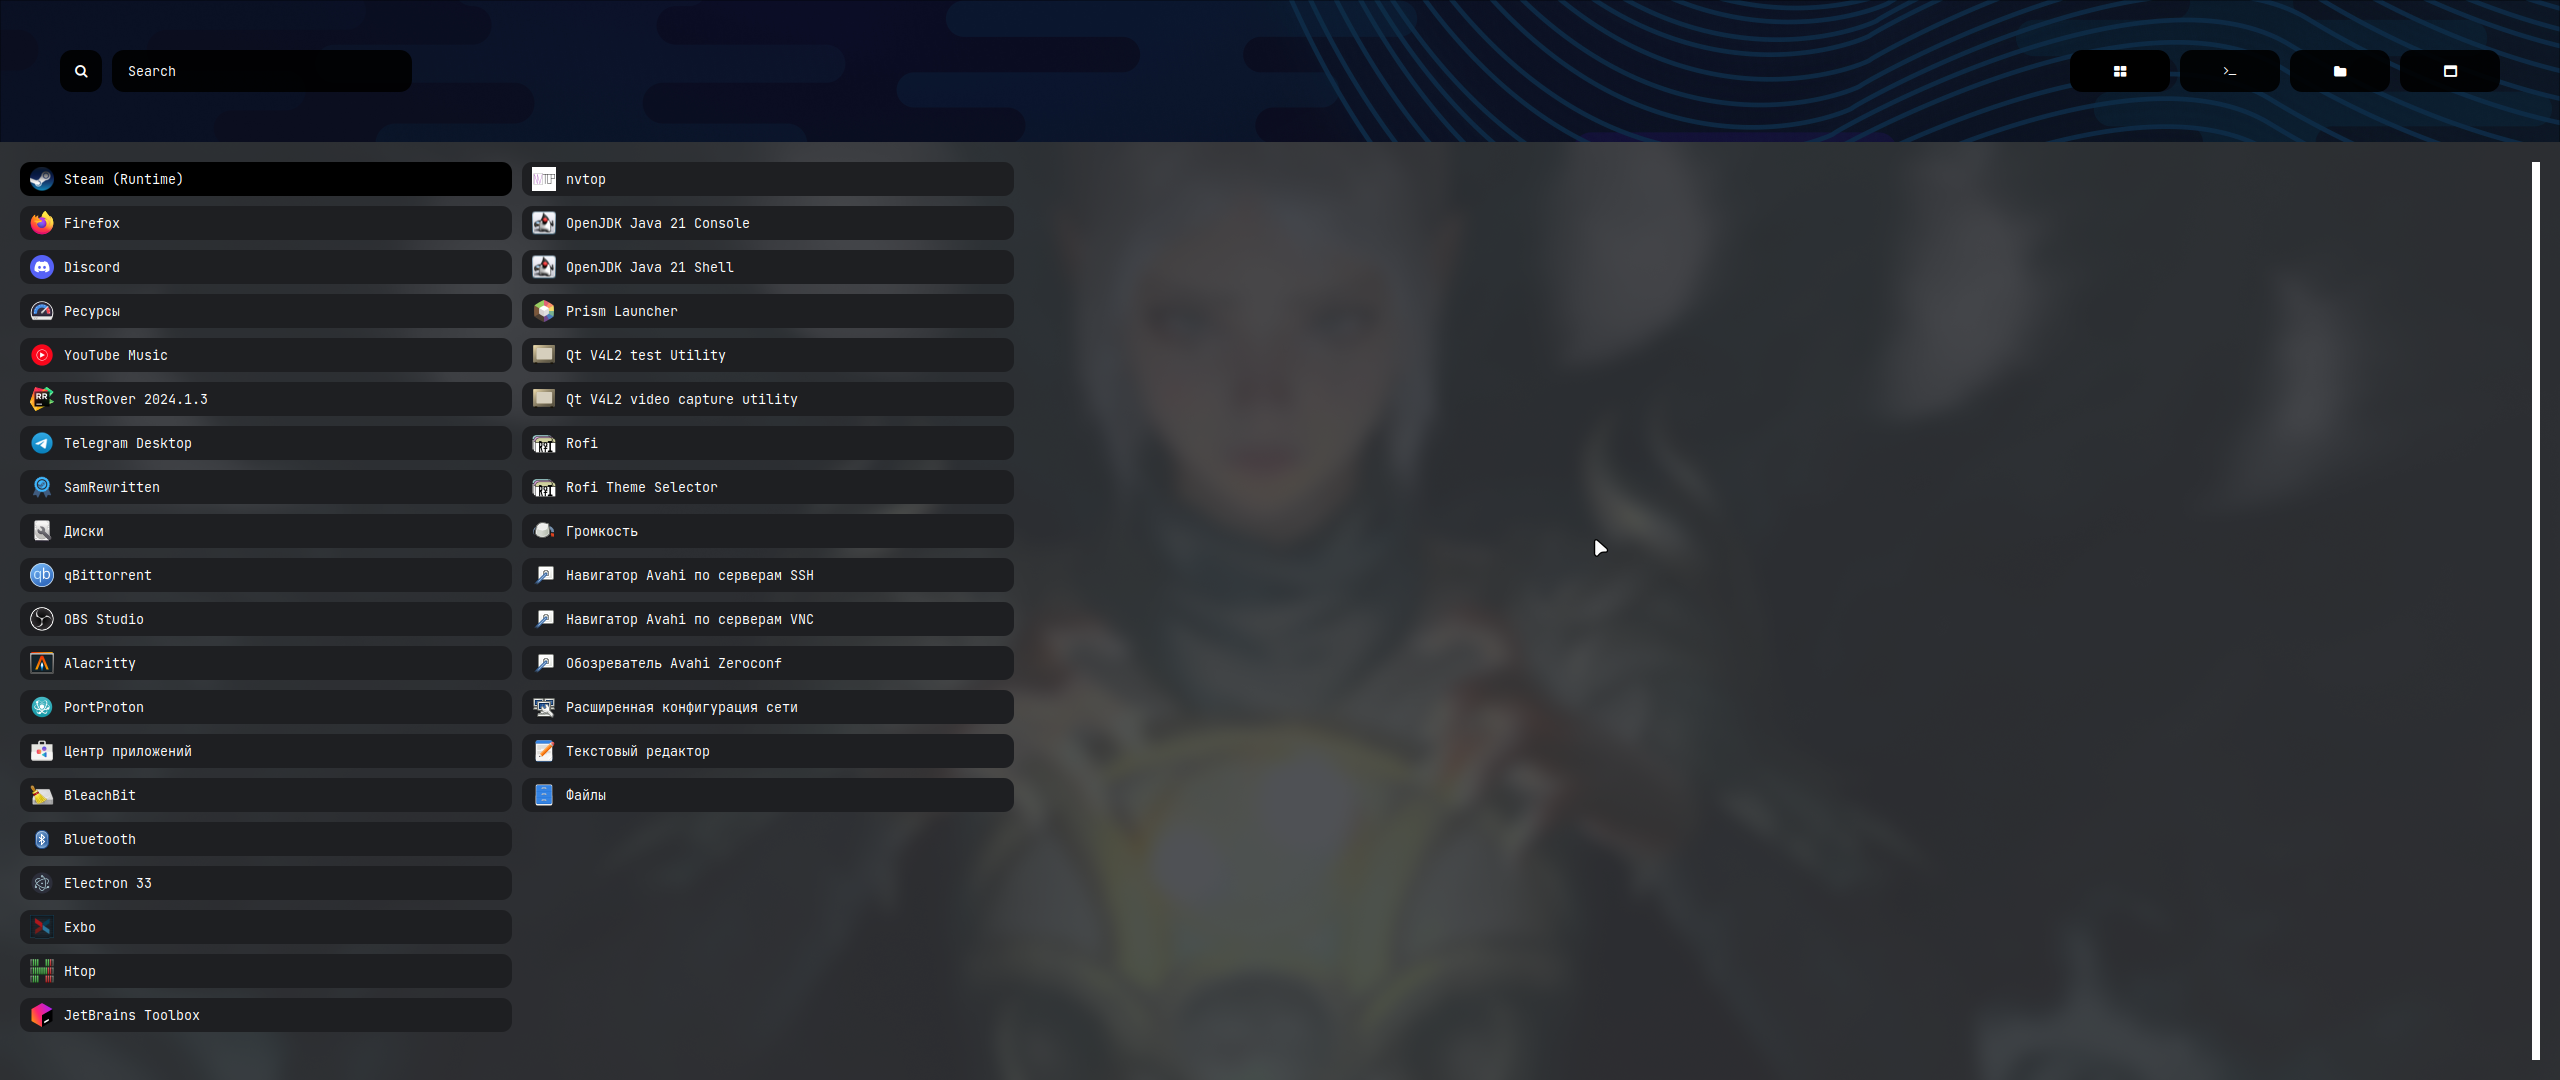 Search
Steam (Runtime)
Firefox
Discord
Ресурсы
YouTube Music
RustRover 2024.1.3
Telegram Desktop
SamRewritten
Диски
qBittorrent
OBS Studio
Alacritty
PortProton
Центр приложений
BleachBit
Bluetooth
Electron 33
Exbo
Htop
JetBrains Toolbox
nvtop
OpenJDK Java 21 Console
OpenJDK Java 21 Shell
Prism Launcher
Qt V4L2 test Utility
Qt V4L2 video capture utility
Rofi
Rofi Theme Selector
Громкость
Навигатор Avahi по серверам SSH
Навигатор Avahi по серверам VNC
Обозреватель Avahi Zeroconf
Расширенная конфигурация сети
Текстовый редактор
Файлы